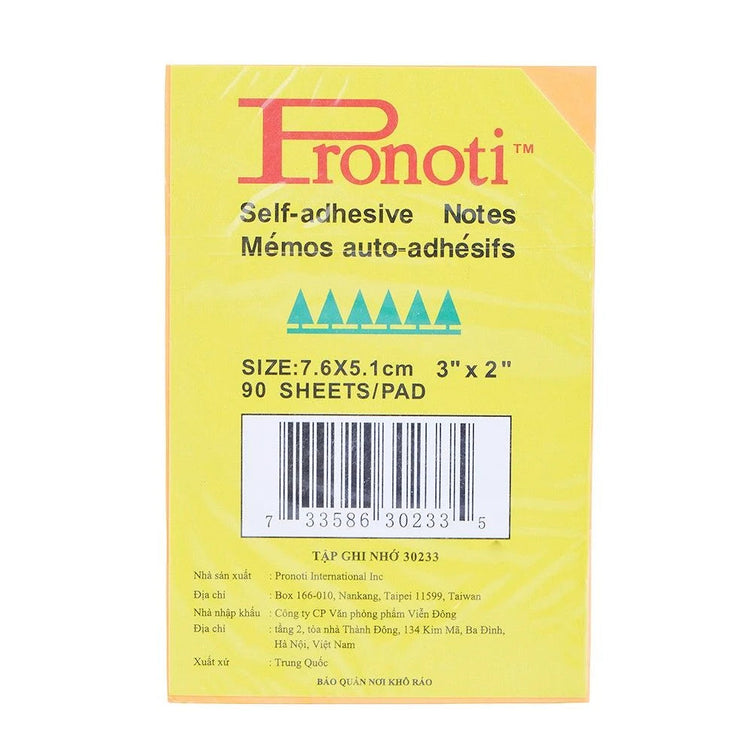 Pronoti™
Self-adhesive Notes
Mémos auto-adhésifs
SIZE:7.6X5.1cm 3"x2"
90 SHEETS/PAD
7 33586 30233 5
TẬP GHI NHỚ 30233
Nhà sản xuất : Pronoti International Inc
Địa chỉ : Box 166-010, Nankang, Taipei 11599, Taiwan
Nhà nhập khẩu : Công ty CP Văn phòng phẩm Viễn Đông
Địa chỉ : tầng 2, tòa nhà Thành Đông, 134 Kim Mã, Ba Đình,
Hà Nội, Việt Nam
Xuất xứ : Trung Quốc
BẢO QUẢN NƠI KHÔ RÁO